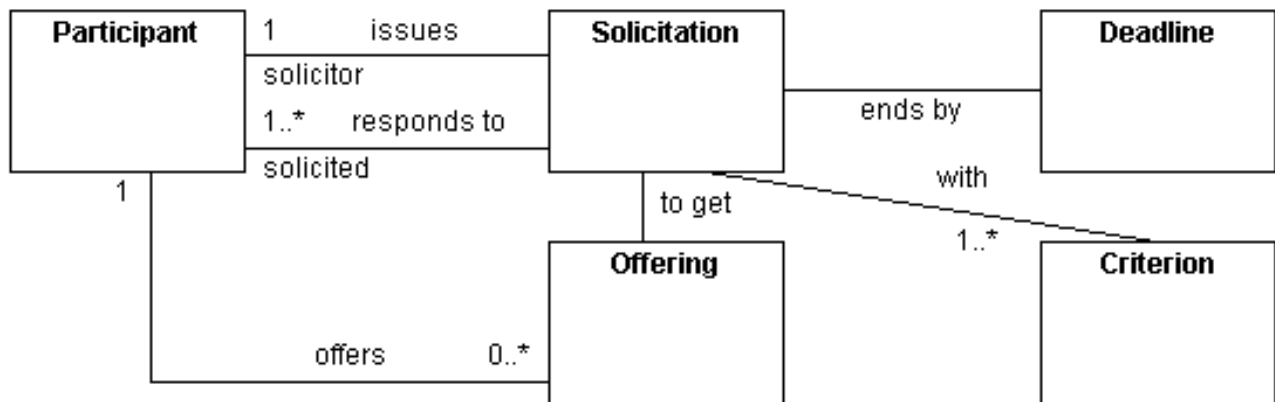 Participant
1 issues
solicitor
1..* responds to
solicited
Solicitation
Deadline
ends by
1
to get
with
1..*
Offering
Criterion
offers 0..*